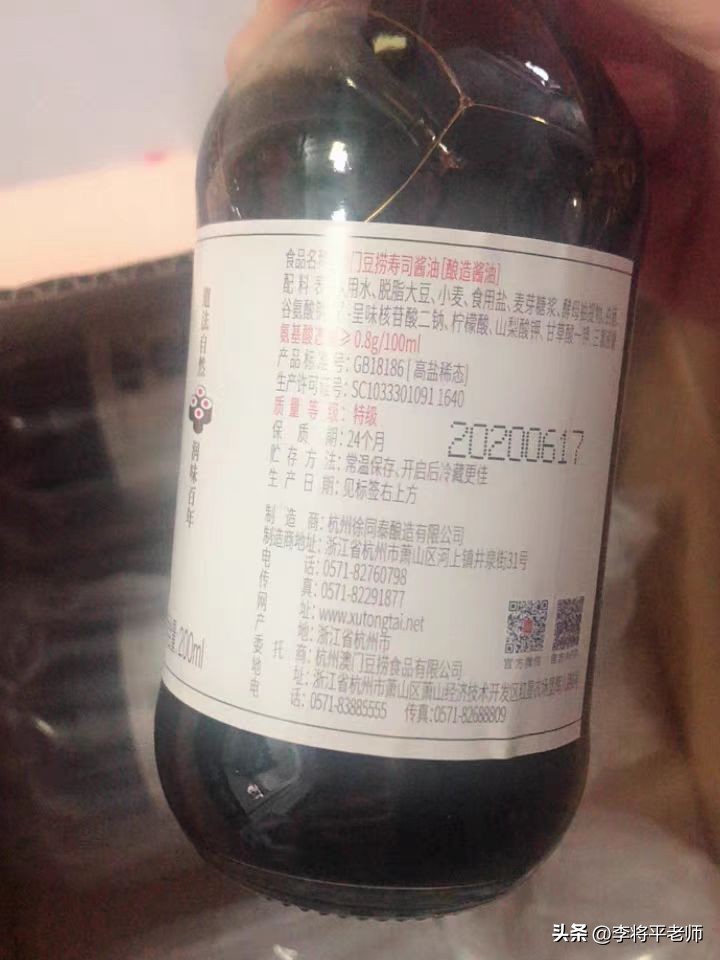 道法自然
润味百年
食品名 门豆捞寿司酱油[酿造酱油]
配料表 用水、脱脂大豆、小麦、食用盐、麦芽糖浆、酵母抽提物、
谷氨酸 呈味核苷酸二钠、柠檬酸、山梨酸钾、甘草酸一钾、三氯蔗糖
氨基酸态 ≥0.8g/100ml
产品标准号:GB18186[高盐稀态]
生产许可证号:SC1033301091 1640
质量等级:特级
保质期:24个月
20200617
贮存方法:常温保存、开启后冷藏更佳
生产日期:见标签右上方
制造商:杭州徐同泰酿造有限公司
制造商地址:浙江省杭州市萧山区河上镇井泉街31号
电话:0571-82760798
传真:0571-82291877
网址:www.xutongtai.net
产地:浙江省杭州市
委托商:杭州澳门豆捞食品有限公司
地址:浙江省杭州市萧山区萧山经济技术开发区红垦农场
电话:0571-83885555 传真:0571-82688809
200ml
官方微信
头条 @李将平老师